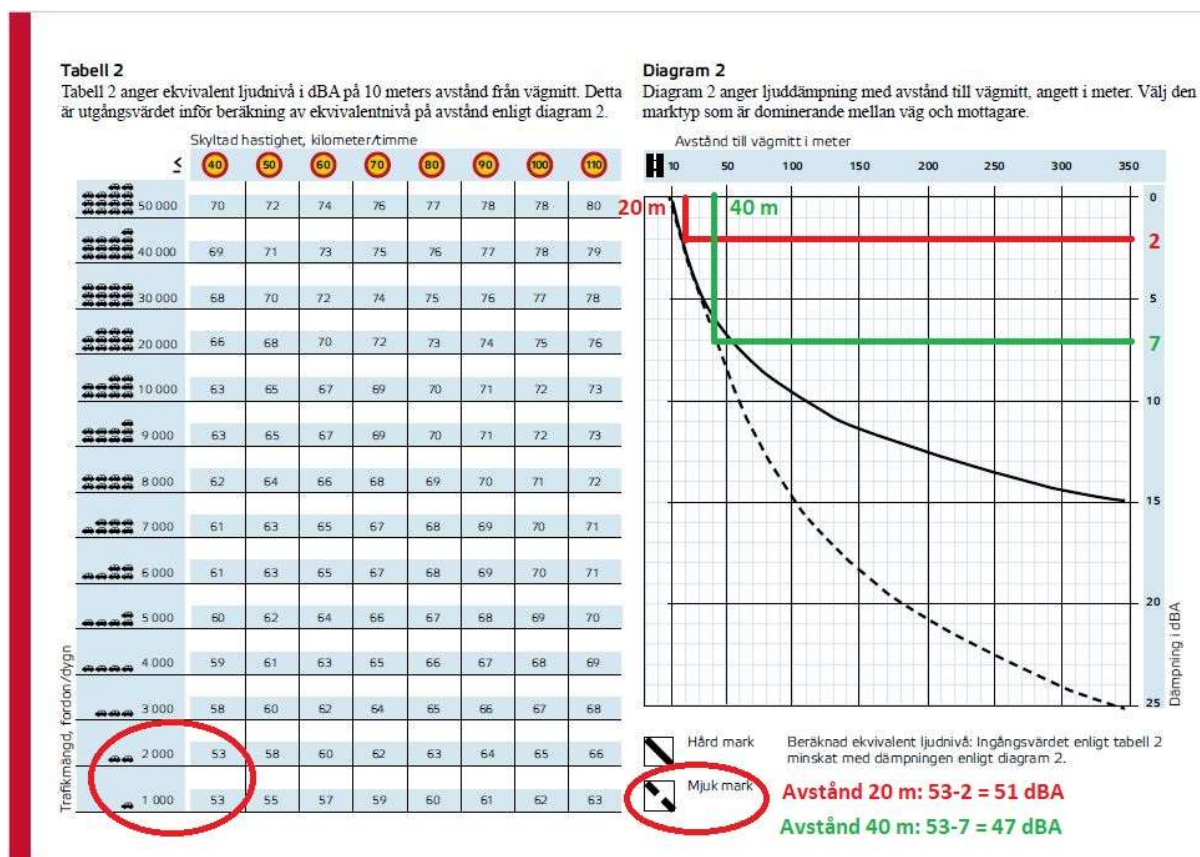 Tabell 2
Tabell 2 anger ekvivalent ljudnivå i dBA på 10 meters avstånd från vägmitt. Detta
är utgångsvärdet inför beräkning av ekvivalentnivå på avstånd enligt diagram 2.
Skyltad hastighet, kilometer/timme
≤ 40 50 60 70 80 90 100 110
50 000 70 72 74 76 77 78 78 80
40 000 69 71 73 75 76 77 78 79
30 000 68 70 72 74 75 76 77 78
20 000 66 68 70 72 73 74 75 76
10 000 63 65 67 69 70 71 72 73
9 000 63 65 67 69 70 71 72 73
8 000 62 64 66 68 69 70 71 72
7 000 61 63 65 67 68 69 70 71
6 000 61 63 65 67 68 69 70 71
5 000 60 62 64 66 67 68 69 70
4 000 59 61 63 65 66 67 68 69
3 000 58 60 62 64 65 66 67 68
2 000 53 58 60 62 63 64 65 66
1 000 53 55 57 59 60 61 62 63
Trafikmängd, fordon/dygn
Diagram 2
Diagram 2 anger ljuddämpning med avstånd till vägmitt, angett i meter. Välj den
marktyp som är dominerande mellan väg och mottagare.
Avstånd till vägmitt i meter
10 50 100 150 200 250 300 350
20 m 40 m
0
2
5
7
10
15
20
25
Dämpning i dBA
Hård mark
Mjuk mark
Beräknad ekvivalent ljudnivå: Ingångsvärdet enligt tabell 2
minskat med dämpningen enligt diagram 2.
Avstånd 20 m: 53-2 = 51 dBA
Avstånd 40 m: 53-7 = 47 dBA